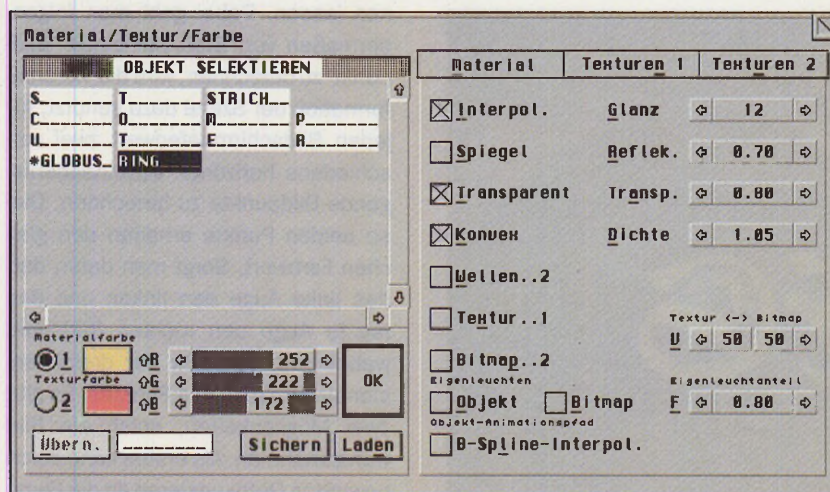 Material/Textur/Farbe
OBJEKT SELEKTIEREN
S_______ T_______ STRICH__
C_______ O_______ M_______ P_______
U_______ T_______ E_______ R_______
*GLOBUS_ RING____
Materialfarbe
1 R 252
Texturfarbe
G 222
2 B 172
OK
Übern. ________ Sichern Laden
Material Texturen 1 Texturen 2
Interpol. Glanz 12
Spiegel Reflek. 0.70
Transparent Transp. 0.80
Konvex Dichte 1.05
Wellen..2
Textur..1 Textur <-> Bitmap
V 50 50
Bitmap..2
Eigenleuchten Eigenleuchtanteil
Objekt Bitmap F 0.80
Objekt-Animationspfad
B-Spline-Interpol.